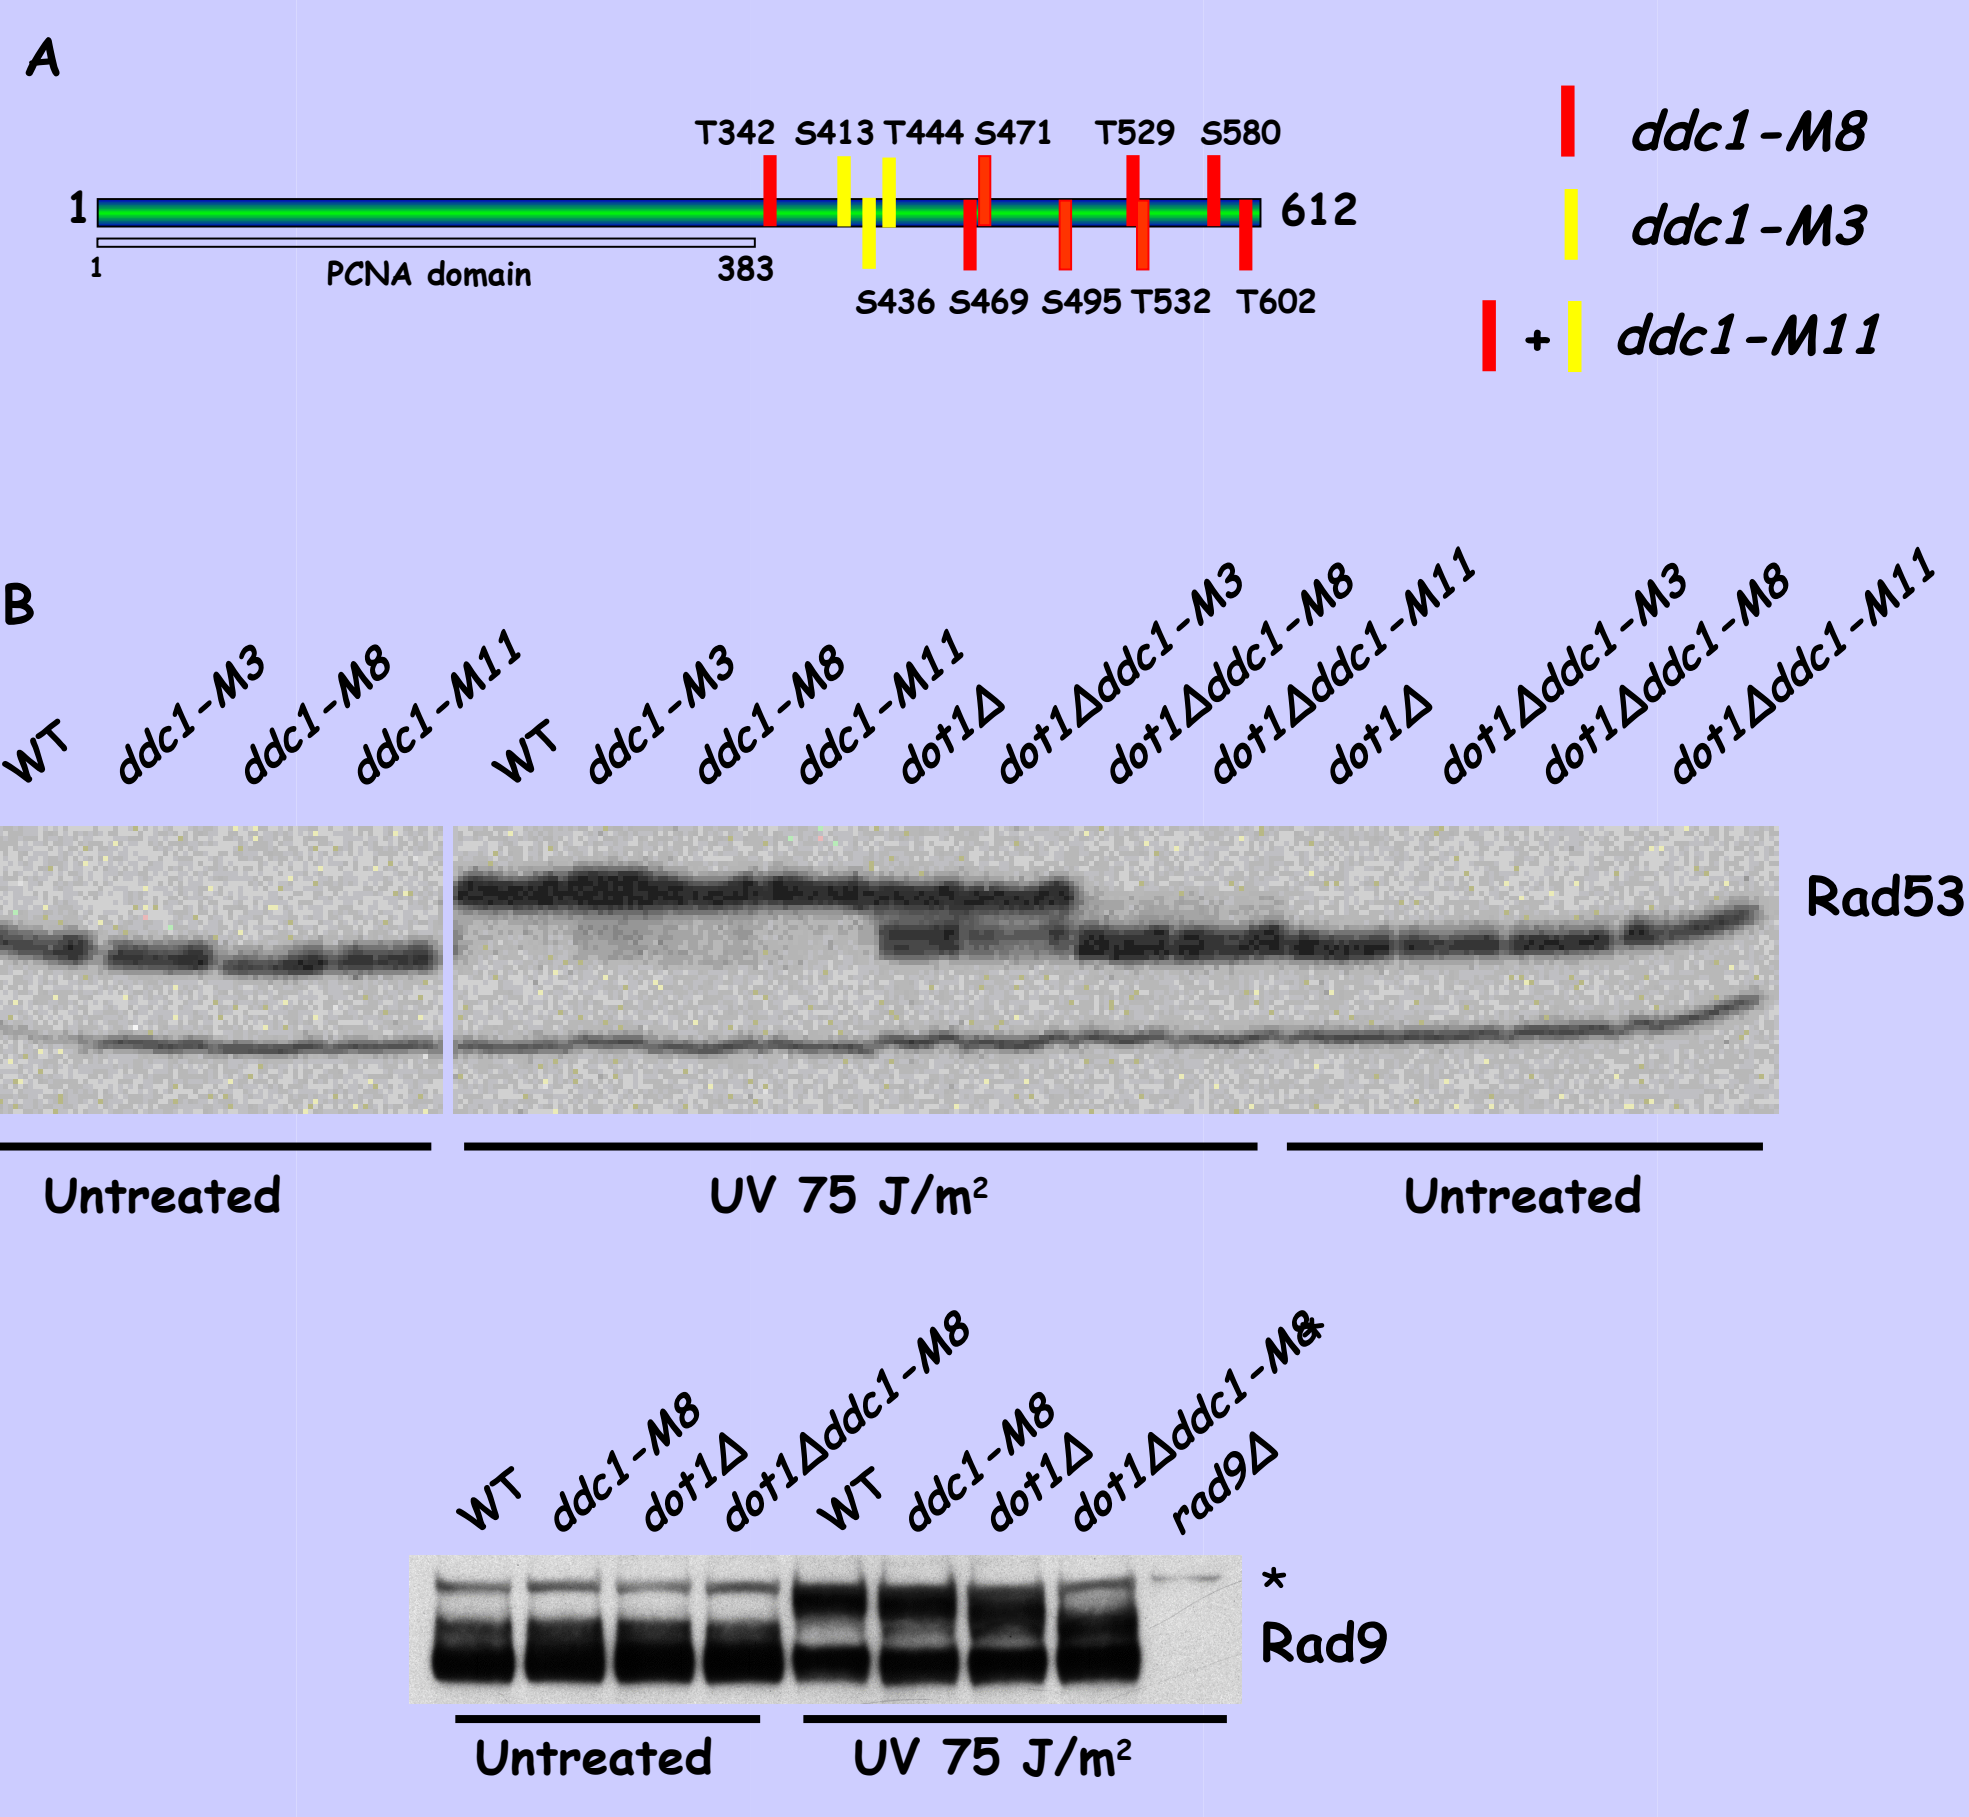 A
T342 S413 T444 S471 T529 S580
1 612
1 PCNA domain 383
S436 S469 S495 T532 T602
ddc1-M8
ddc1-M3
+ ddc1-M11
B
WT ddc1-M3 ddc1-M8 ddc1-M11 WT ddc1-M3 ddc1-M8 ddc1-M11 dot1Δ dot1Δddc1-M3 dot1Δddc1-M8 dot1Δddc1-M11 dot1Δ dot1Δddc1-M3 dot1Δddc1-M8 dot1Δddc1-M11
Rad53
Untreated UV 75 J/m² Untreated
WT ddc1-M8 dot1Δ dot1Δddc1-M8 WT ddc1-M8 dot1Δ dot1Δddc1-M8 * rad9Δ
*
Rad9
Untreated UV 75 J/m²